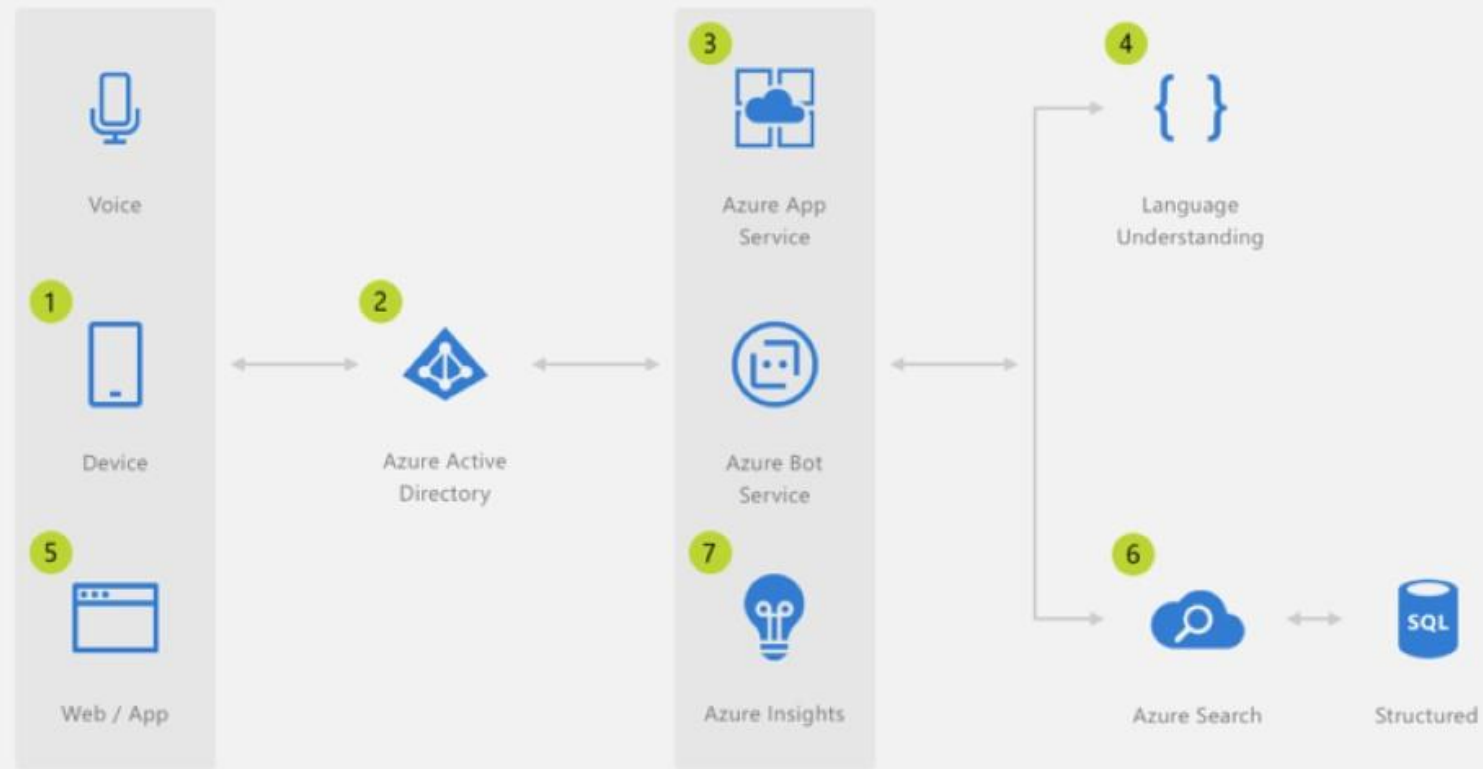 3
4
Voice
Azure App
Service
Language
Understanding
1
2
Device
Azure Active
Directory
Azure Bot
Service
5
7
6
SQL
Web / App
Azure Insights
Azure Search
Structured